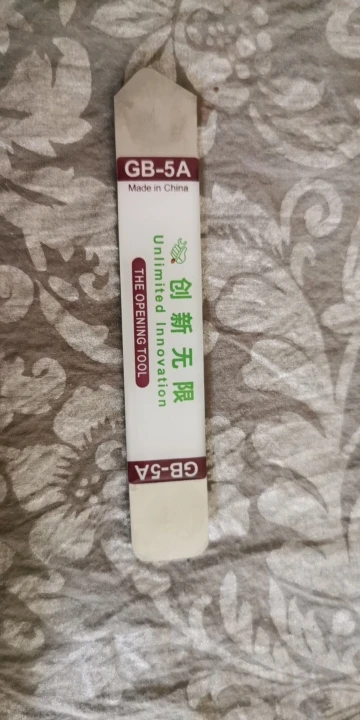 GB-5A
Made in China
创新无限
Unlimited Innovation
THE OPENING TOOL
GB-5A